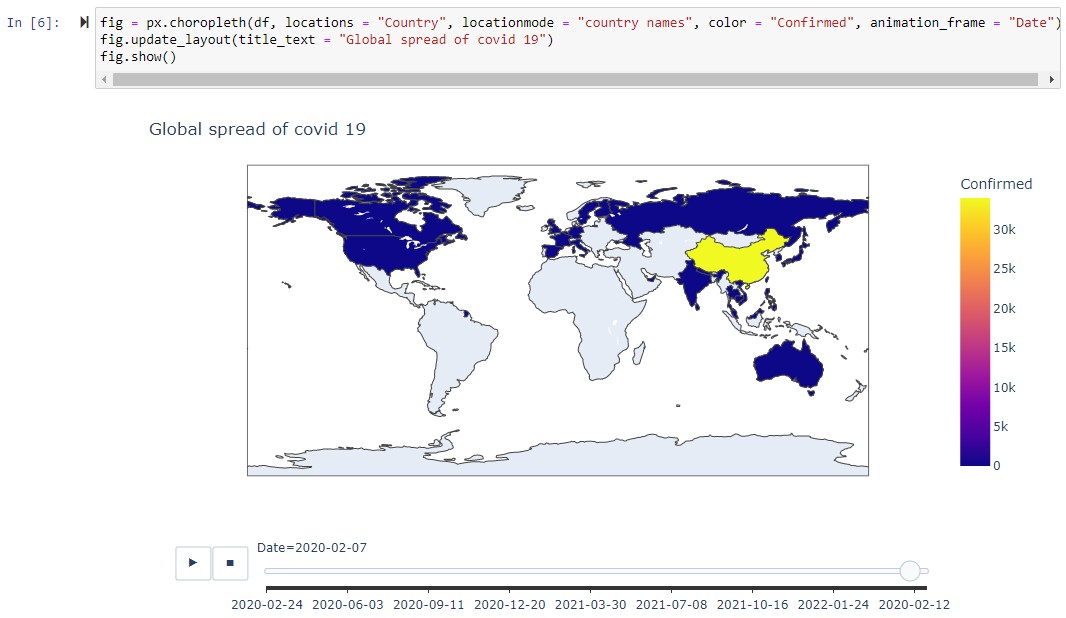 In [6]:
fig = px.choropleth(df, locations = "Country", locationmode = "country names", color = "Confirmed", animation_frame = "Date")
fig.update_layout(title_text = "Global spread of covid 19")
fig.show()
Global spread of covid 19
Confirmed
30k
25k
20k
15k
10k
5k
0
Date=2020-02-07
2020-02-24 2020-06-03 2020-09-11 2020-12-20 2021-03-30 2021-07-08 2021-10-16 2022-01-24 2020-02-12